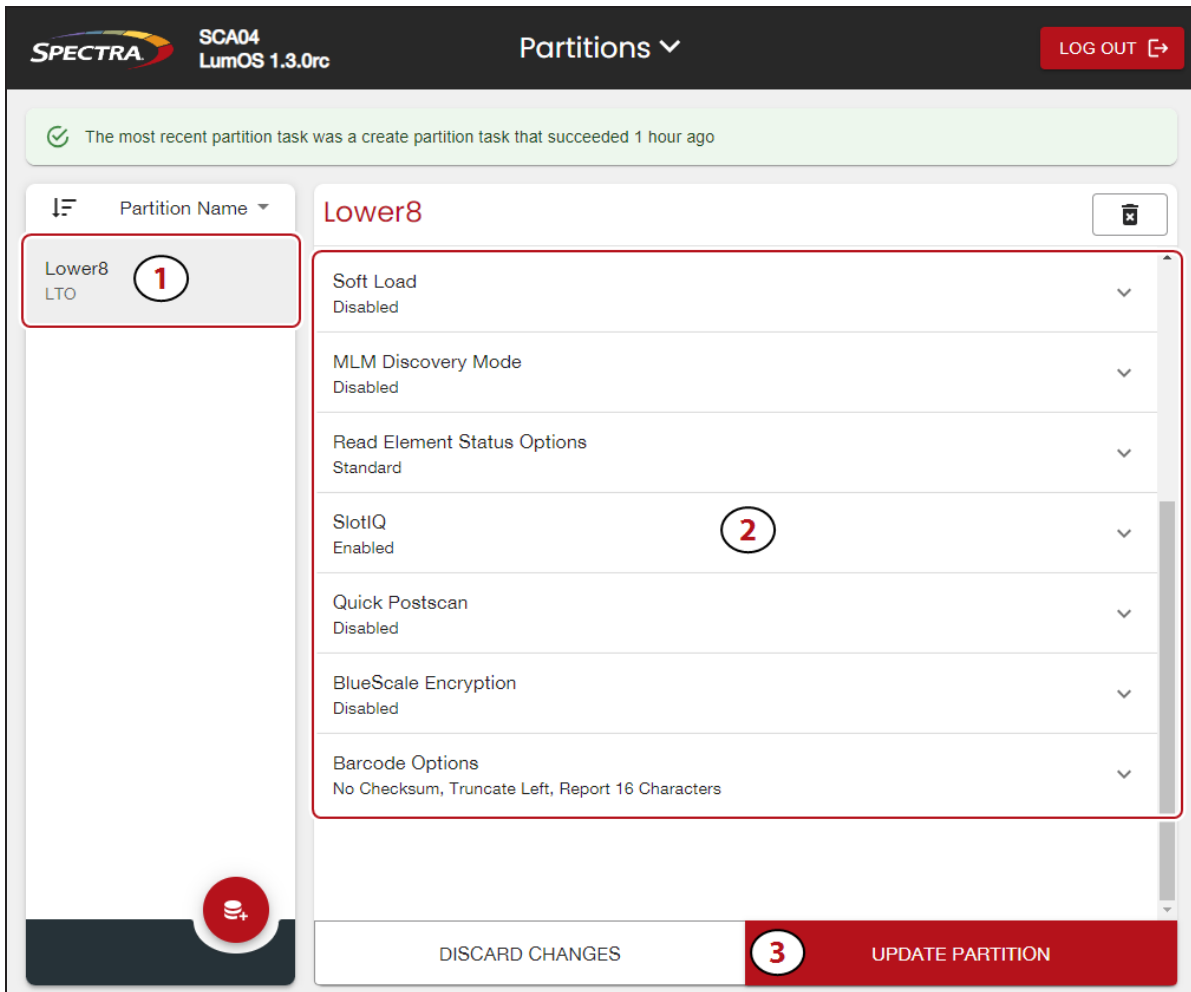 SPECTRA
SCA04
LumOS 1.3.0rc
Partitions
LOG OUT
The most recent partition task was a create partition task that succeeded 1 hour ago
Partition Name
Lower8
LTO
1
Lower8
Soft Load
Disabled
MLM Discovery Mode
Disabled
Read Element Status Options
Standard
SlotIQ
Enabled
2
Quick Postscan
Disabled
BlueScale Encryption
Disabled
Barcode Options
No Checksum, Truncate Left, Report 16 Characters
DISCARD CHANGES
3
UPDATE PARTITION